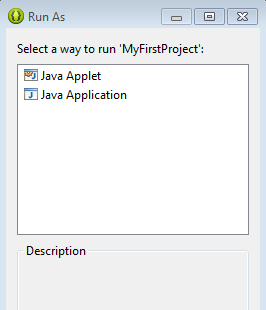 Run As
Select a way to run 'MyFirstProject':
Java Applet
Java Application
Description